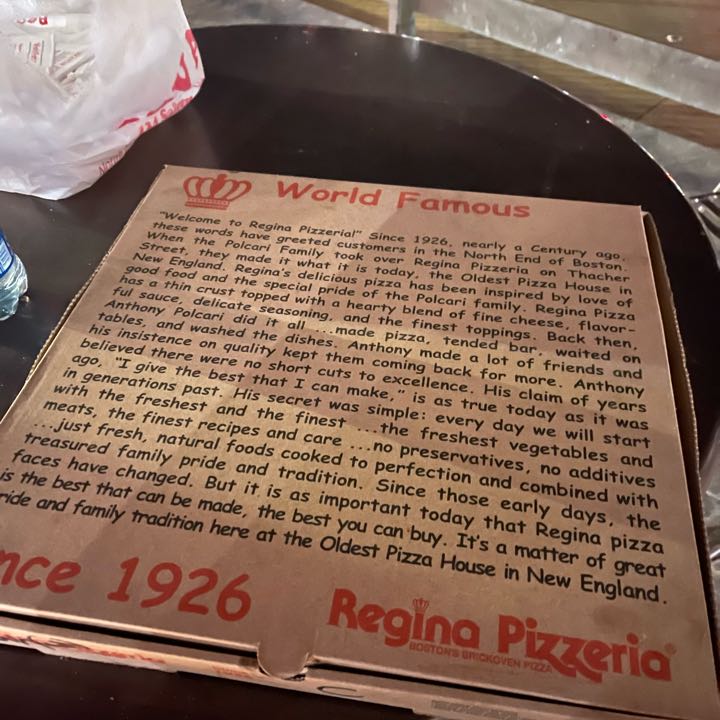 World Famous
"Welcome to Regina Pizzeria!" Since 1926, nearly a Century ago,
these words have greeted customers in the North End of Boston.
When the Polcari Family took over Regina Pizzeria on Thacher
Street, they made it what it is today, the Oldest Pizza House in
New England. Regina's delicious pizza has been inspired by love of
good food and the special pride of the Polcari family. Regina Pizza
has a thin crust topped with a hearty blend of fine cheese, flavor-
ful sauce, delicate seasoning, and the finest toppings. Back then,
Anthony Polcari did it all ...made pizza, tended bar, waited on
tables, and washed the dishes. Anthony made a lot of friends and
his insistence on quality kept them coming back for more. Anthony
believed there were no short cuts to excellence. His claim of years
ago, "I give the best that I can make," is as true today as it was
in generations past. His secret was simple: every day we will start
with the freshest and the finest ...the freshest vegetables and
meats, the finest recipes and care ...no preservatives, no additives
...just fresh, natural foods cooked to perfection and combined with
treasured family pride and tradition. Since those early days, the
faces have changed. But it is as important today that Regina pizza
is the best that can be made, the best you can buy. It's a matter of great
ride and family tradition here at the Oldest Pizza House in New England.
nce 1926
Regina Pizzeria
BOSTON'S BRICKOVEN PIZZA